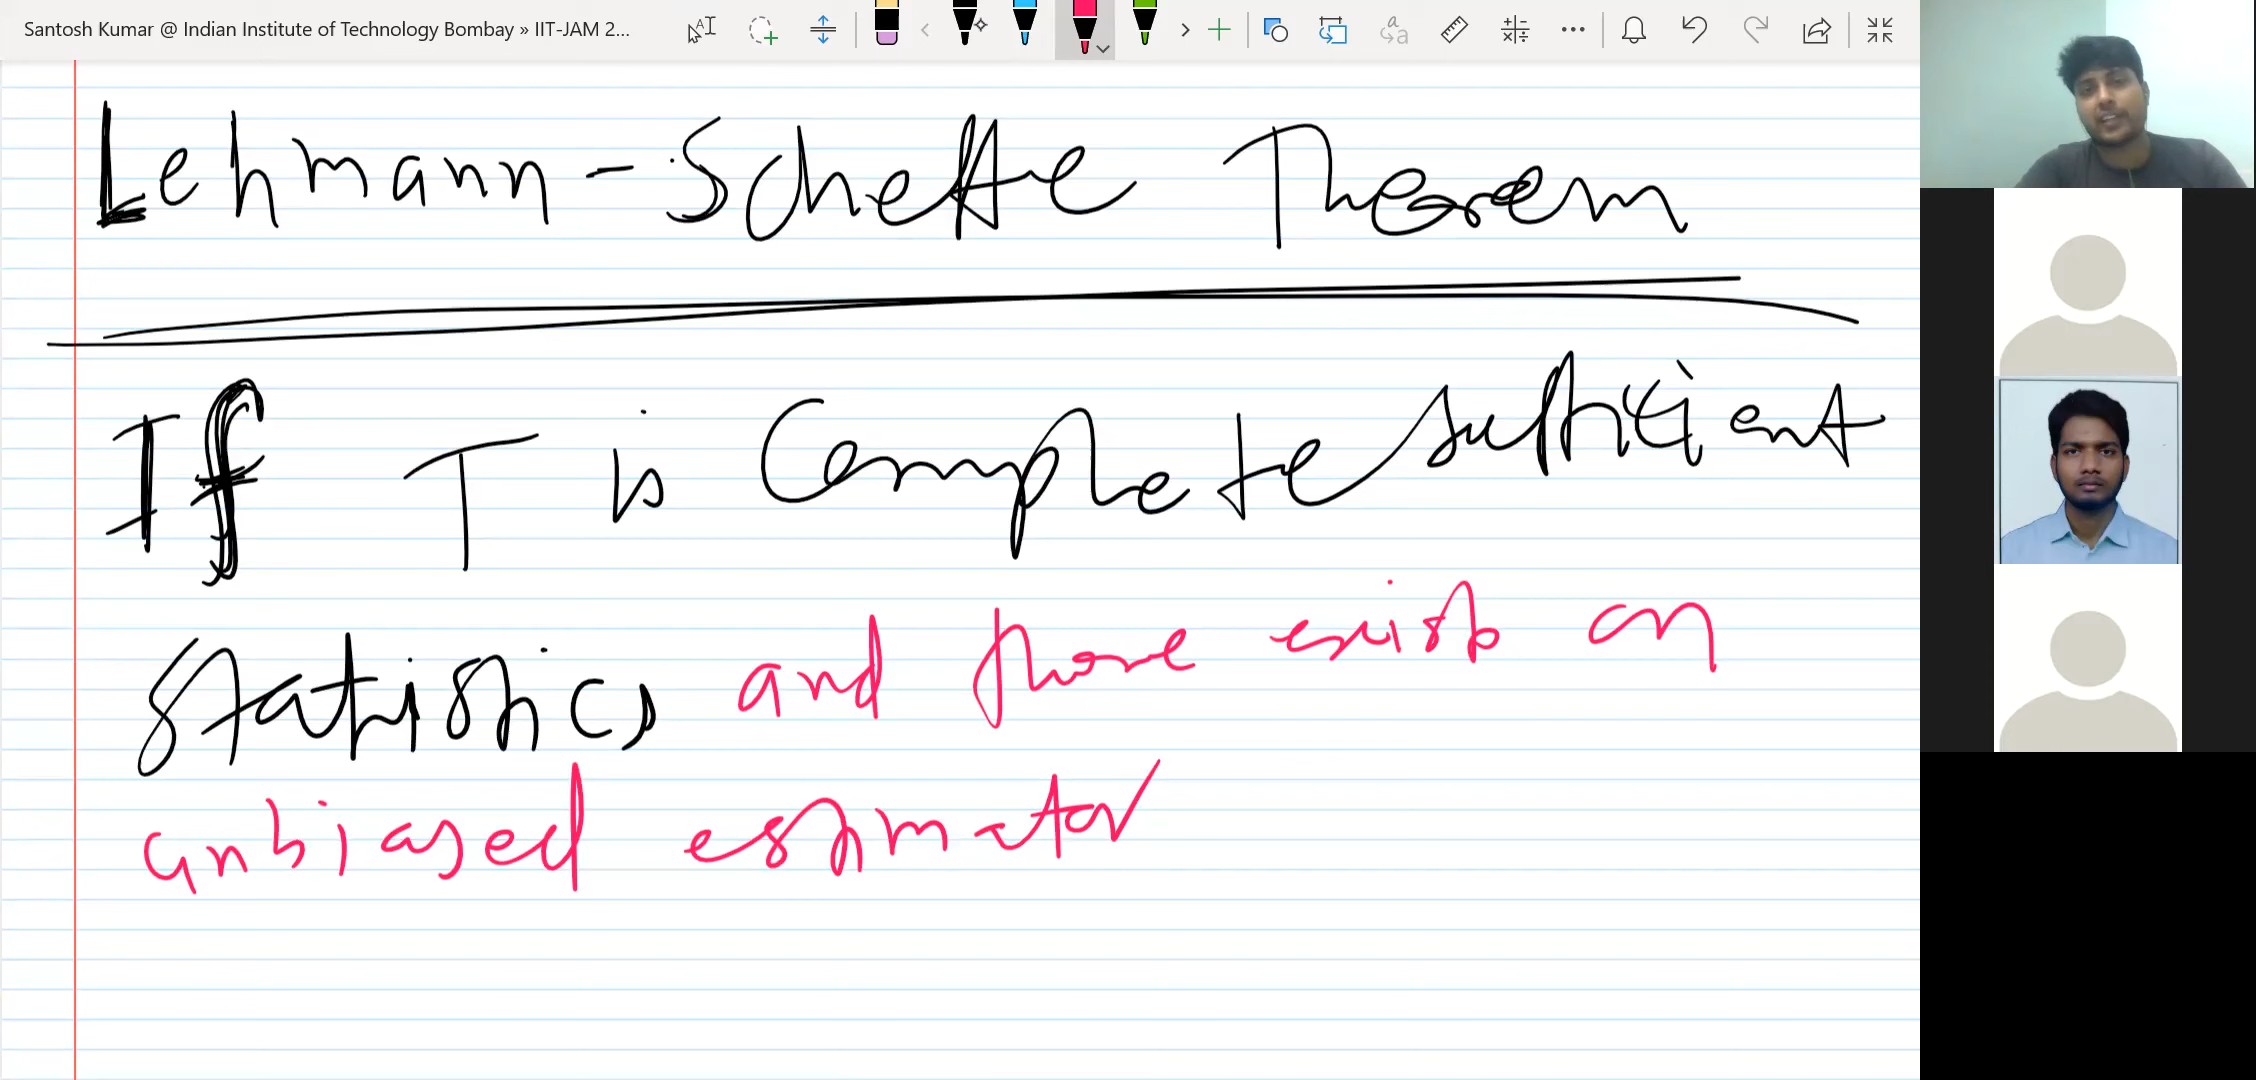 Santosh Kumar @ Indian Institute of Technology Bombay » IIT-JAM 2...
Lehmann-Scheffe Theorem
If T is Complete sufficient
statistics and there exists an
unbiased estimator